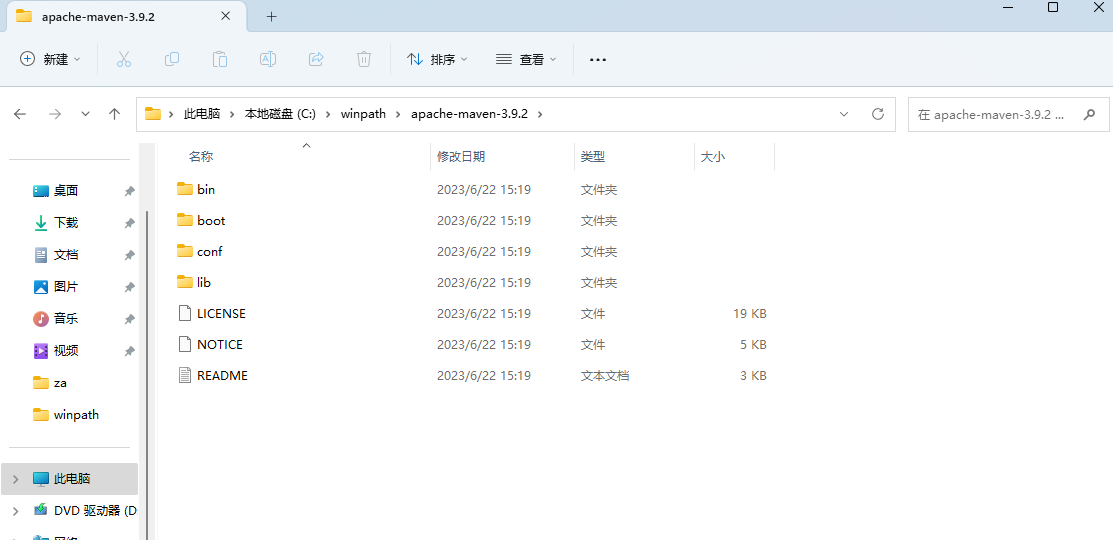 apache-maven-3.9.2
新建
排序
查看
此电脑 本地磁盘 (C:) winpath apache-maven-3.9.2
在 apache-maven-3.9.2 ...
名称 修改日期 类型 大小
bin 2023/6/22 15:19 文件夹
boot 2023/6/22 15:19 文件夹
conf 2023/6/22 15:19 文件夹
lib 2023/6/22 15:19 文件夹
LICENSE 2023/6/22 15:19 文件 19 KB
NOTICE 2023/6/22 15:19 文件 5 KB
README 2023/6/22 15:19 文本文档 3 KB
桌面
下载
文档
图片
音乐
视频
za
winpath
此电脑
DVD 驱动器 (D
网络